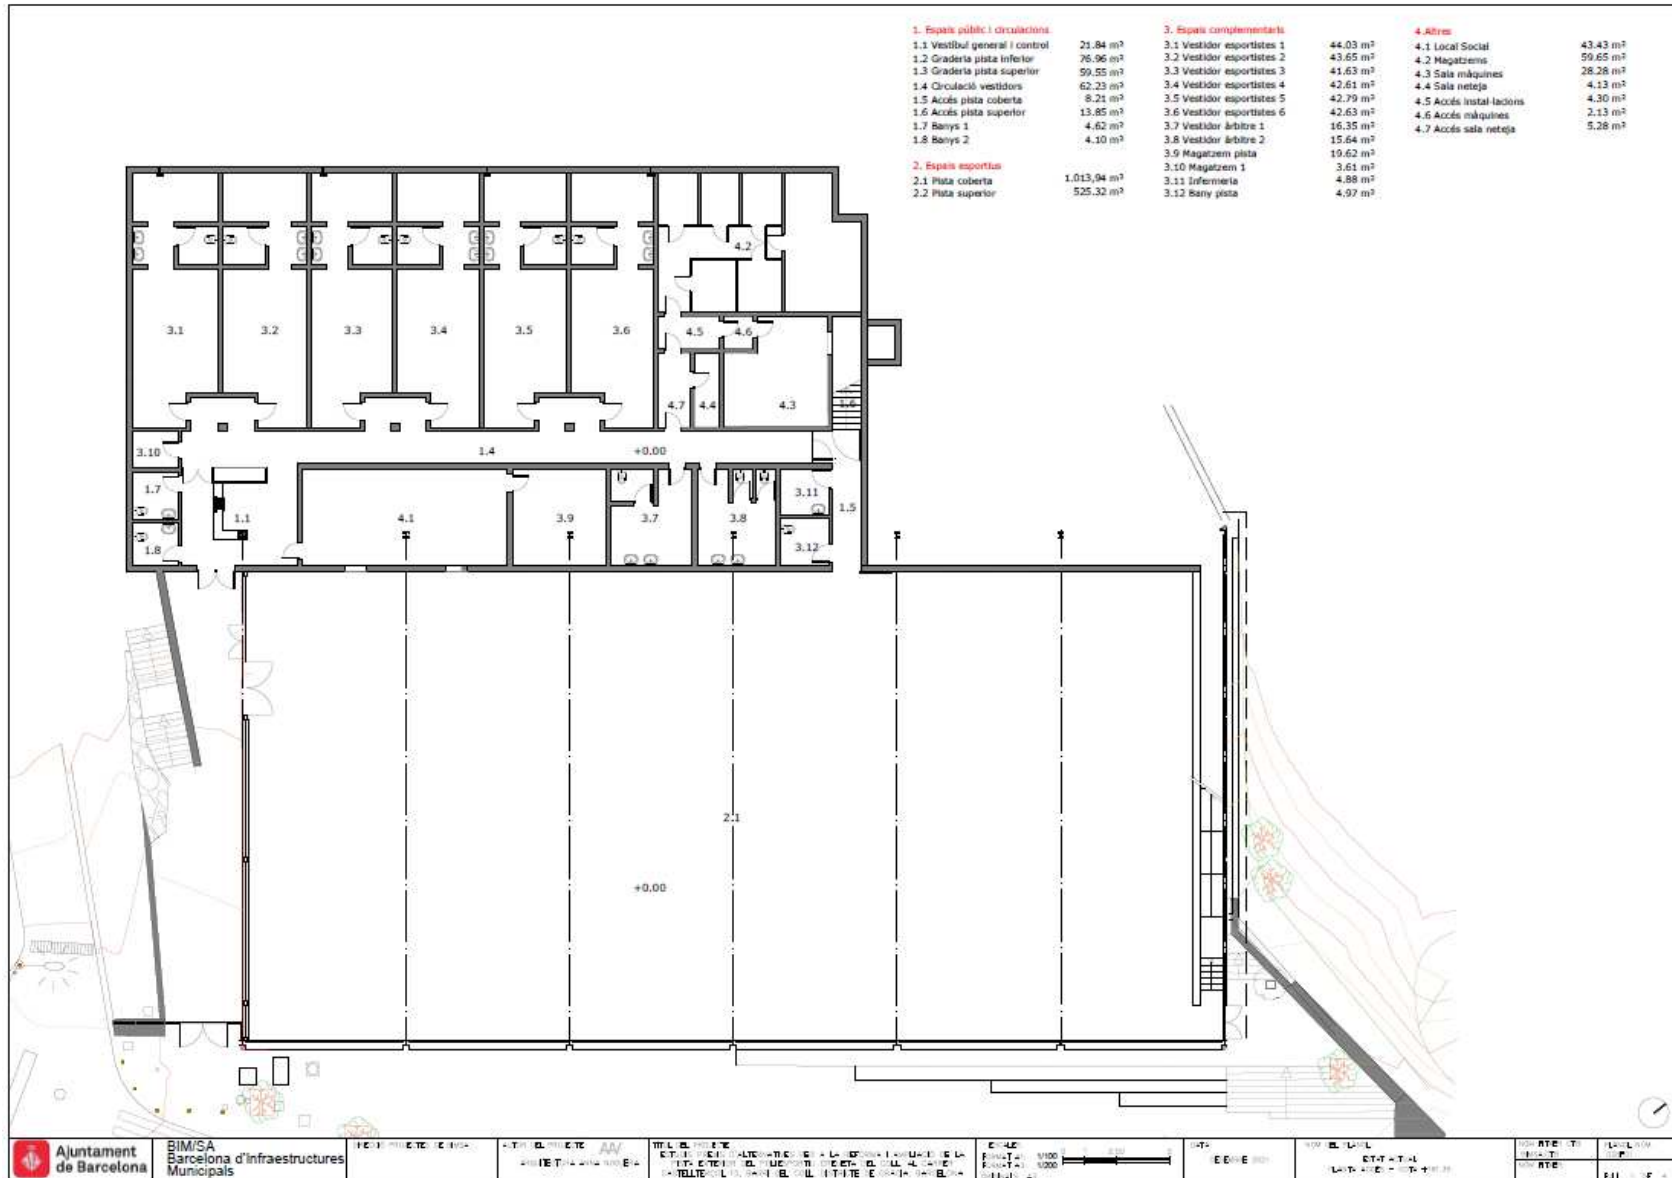 1. Espais públic i circulacions
1.1 Vestíbul general i control 21.84 m²
1.2 Graderia pista inferior 76.96 m²
1.3 Graderia pista superior 59.55 m²
1.4 Circulació vestidors 62.23 m²
1.5 Accés pista coberta 8.21 m²
1.6 Accés pista superior 13.85 m²
1.7 Banys 1 4.62 m²
1.8 Banys 2 4.10 m²
2. Espais esportius
2.1 Pista coberta 1.013,94 m²
2.2 Pista superior 525.32 m²
3. Espais complementaris
3.1 Vestidor esportistes 1 44.03 m²
3.2 Vestidor esportistes 2 43.65 m²
3.3 Vestidor esportistes 3 41.63 m²
3.4 Vestidor esportistes 4 42.61 m²
3.5 Vestidor esportistes 5 42.79 m²
3.6 Vestidor esportistes 6 42.63 m²
3.7 Vestidor àrbitre 1 16.35 m²
3.8 Vestidor àrbitre 2 15.64 m²
3.9 Magatzem pista 19.62 m²
3.10 Magatzem 1 3.61 m²
3.11 Infermeria 4.88 m²
3.12 Bany pista 4.97 m²
4.Altres
4.1 Local Social 43.43 m²
4.2 Magatzems 59.65 m²
4.3 Sala màquines 28.28 m²
4.4 Sala neteja 4.13 m²
4.5 Accés instal·lacions 4.30 m²
4.6 Accés màquines 2.13 m²
4.7 Accés sala neteja 5.28 m²
4.2
3.1 3.2 3.3 3.4 3.5 3.6 4.5 4.6
4.7 4.4 4.3 1.6
3.10 1.4 +0.00
1.7 3.11
1.1 4.1 3.9 3.7 3.8 1.5
1.8 3.12
2.1
+0.00
Ajuntament
de Barcelona
BIM/SA
Barcelona d'Infraestructures
Municipals
1/100
1/200